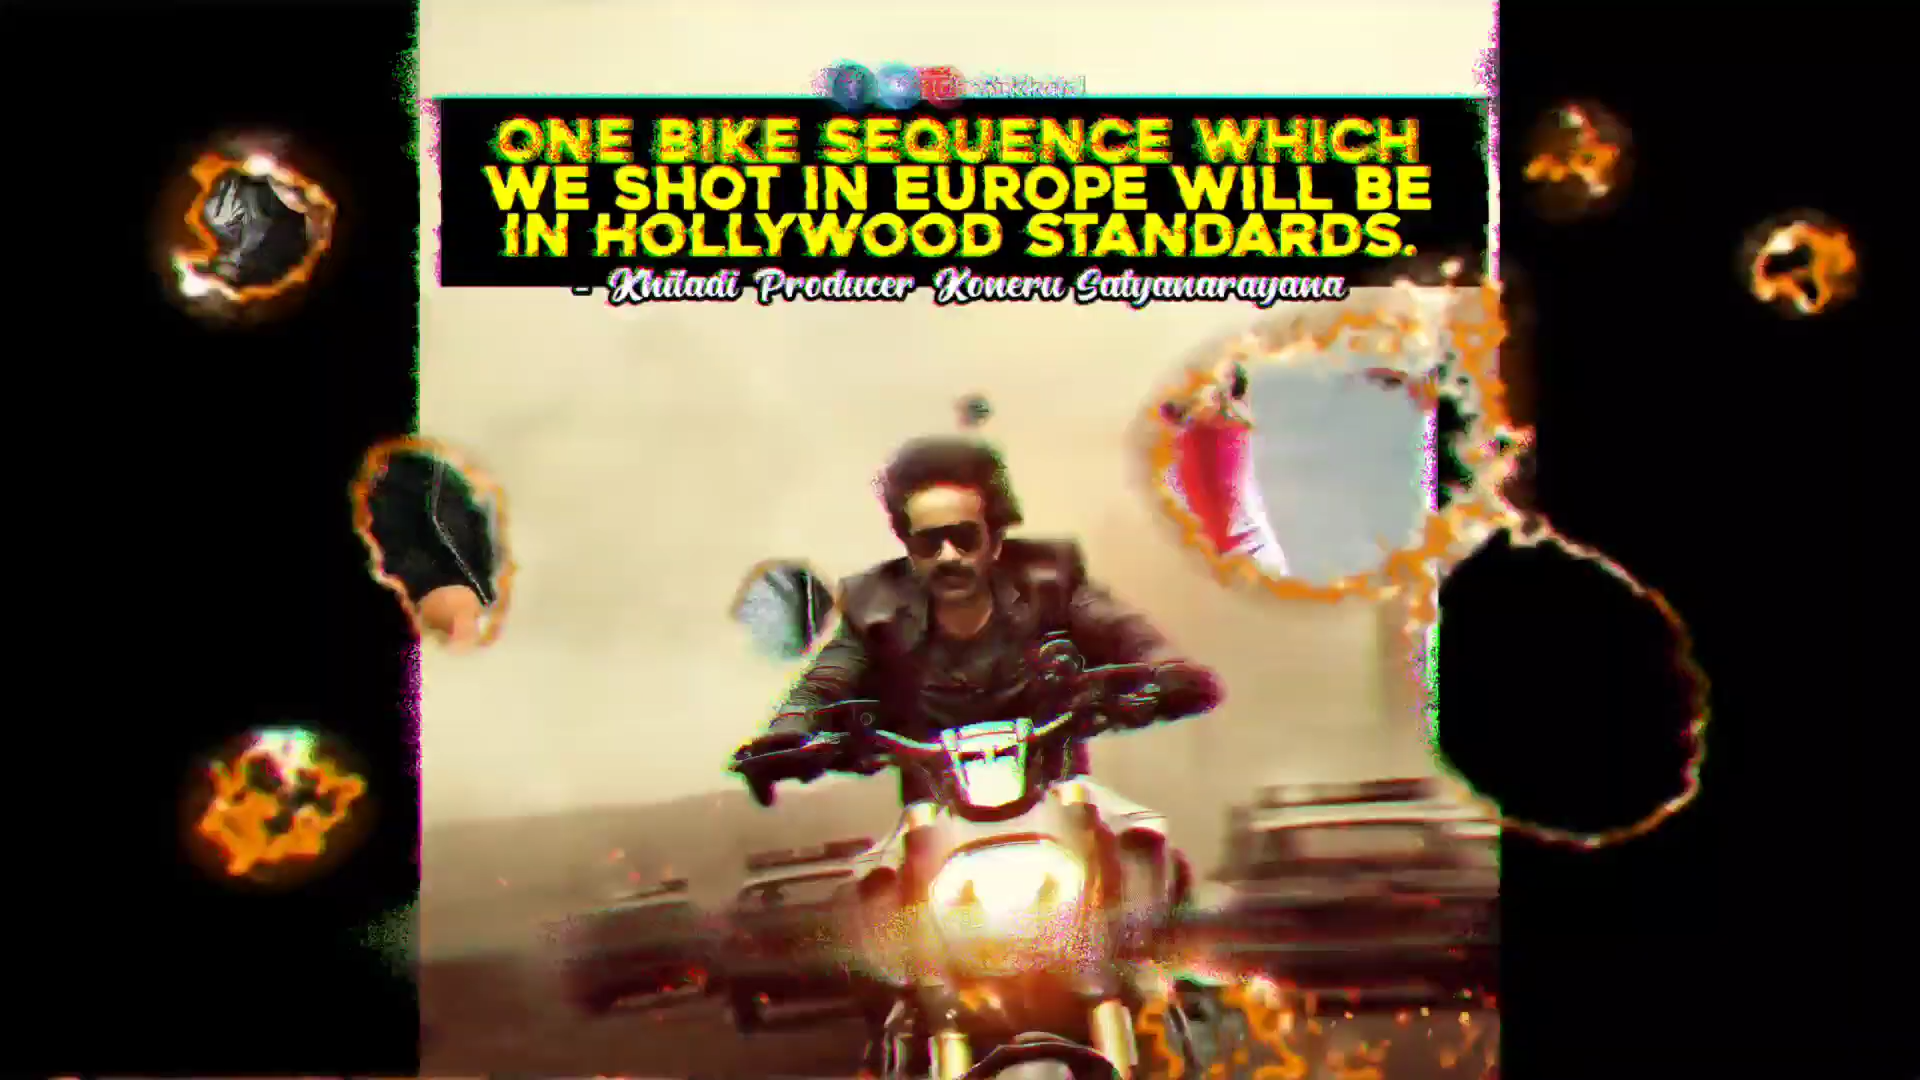 ONE BIKE SEQUENCE WHICH
WE SHOT IN EUROPE WILL BE
IN HOLLYWOOD STANDARDS.
- Khiladi Producer Koneru Satyanarayana